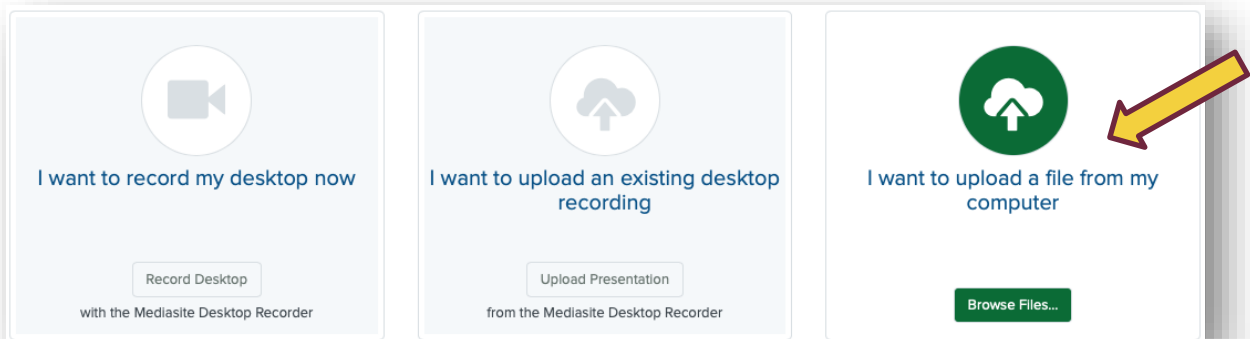 I want to record my desktop now
Record Desktop
with the Mediasite Desktop Recorder
I want to upload an existing desktop
recording
Upload Presentation
from the Mediasite Desktop Recorder
I want to upload a file from my
computer
Browse Files...